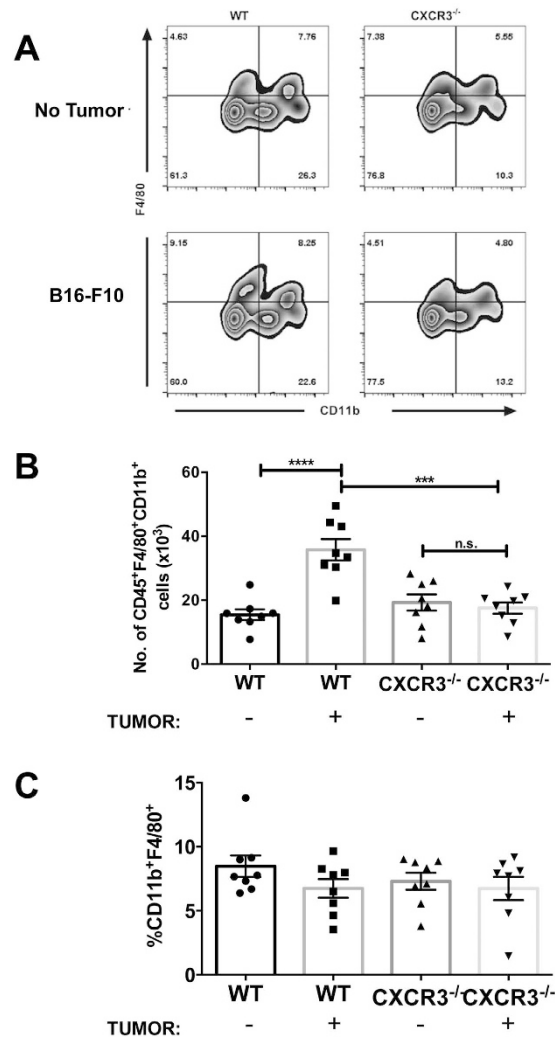 A
WT CXCR3-/-
4.63 7.76 7.38 5.55
No Tumor
F4/80
61.3 26.3 76.8 10.3
9.15 8.25 4.51 4.80
B16-F10
60.0 22.6 77.5 13.2
CD11b
B
No. of CD45+F4/80+CD11b+
cells (x10³)
60
40
20
0
**** *** n.s.
WT WT CXCR3-/- CXCR3-/-
TUMOR: - + - +
C
%CD11b+F4/80+
15
10
5
0
WT WT CXCR3-/- CXCR3-/-
TUMOR: - + - +